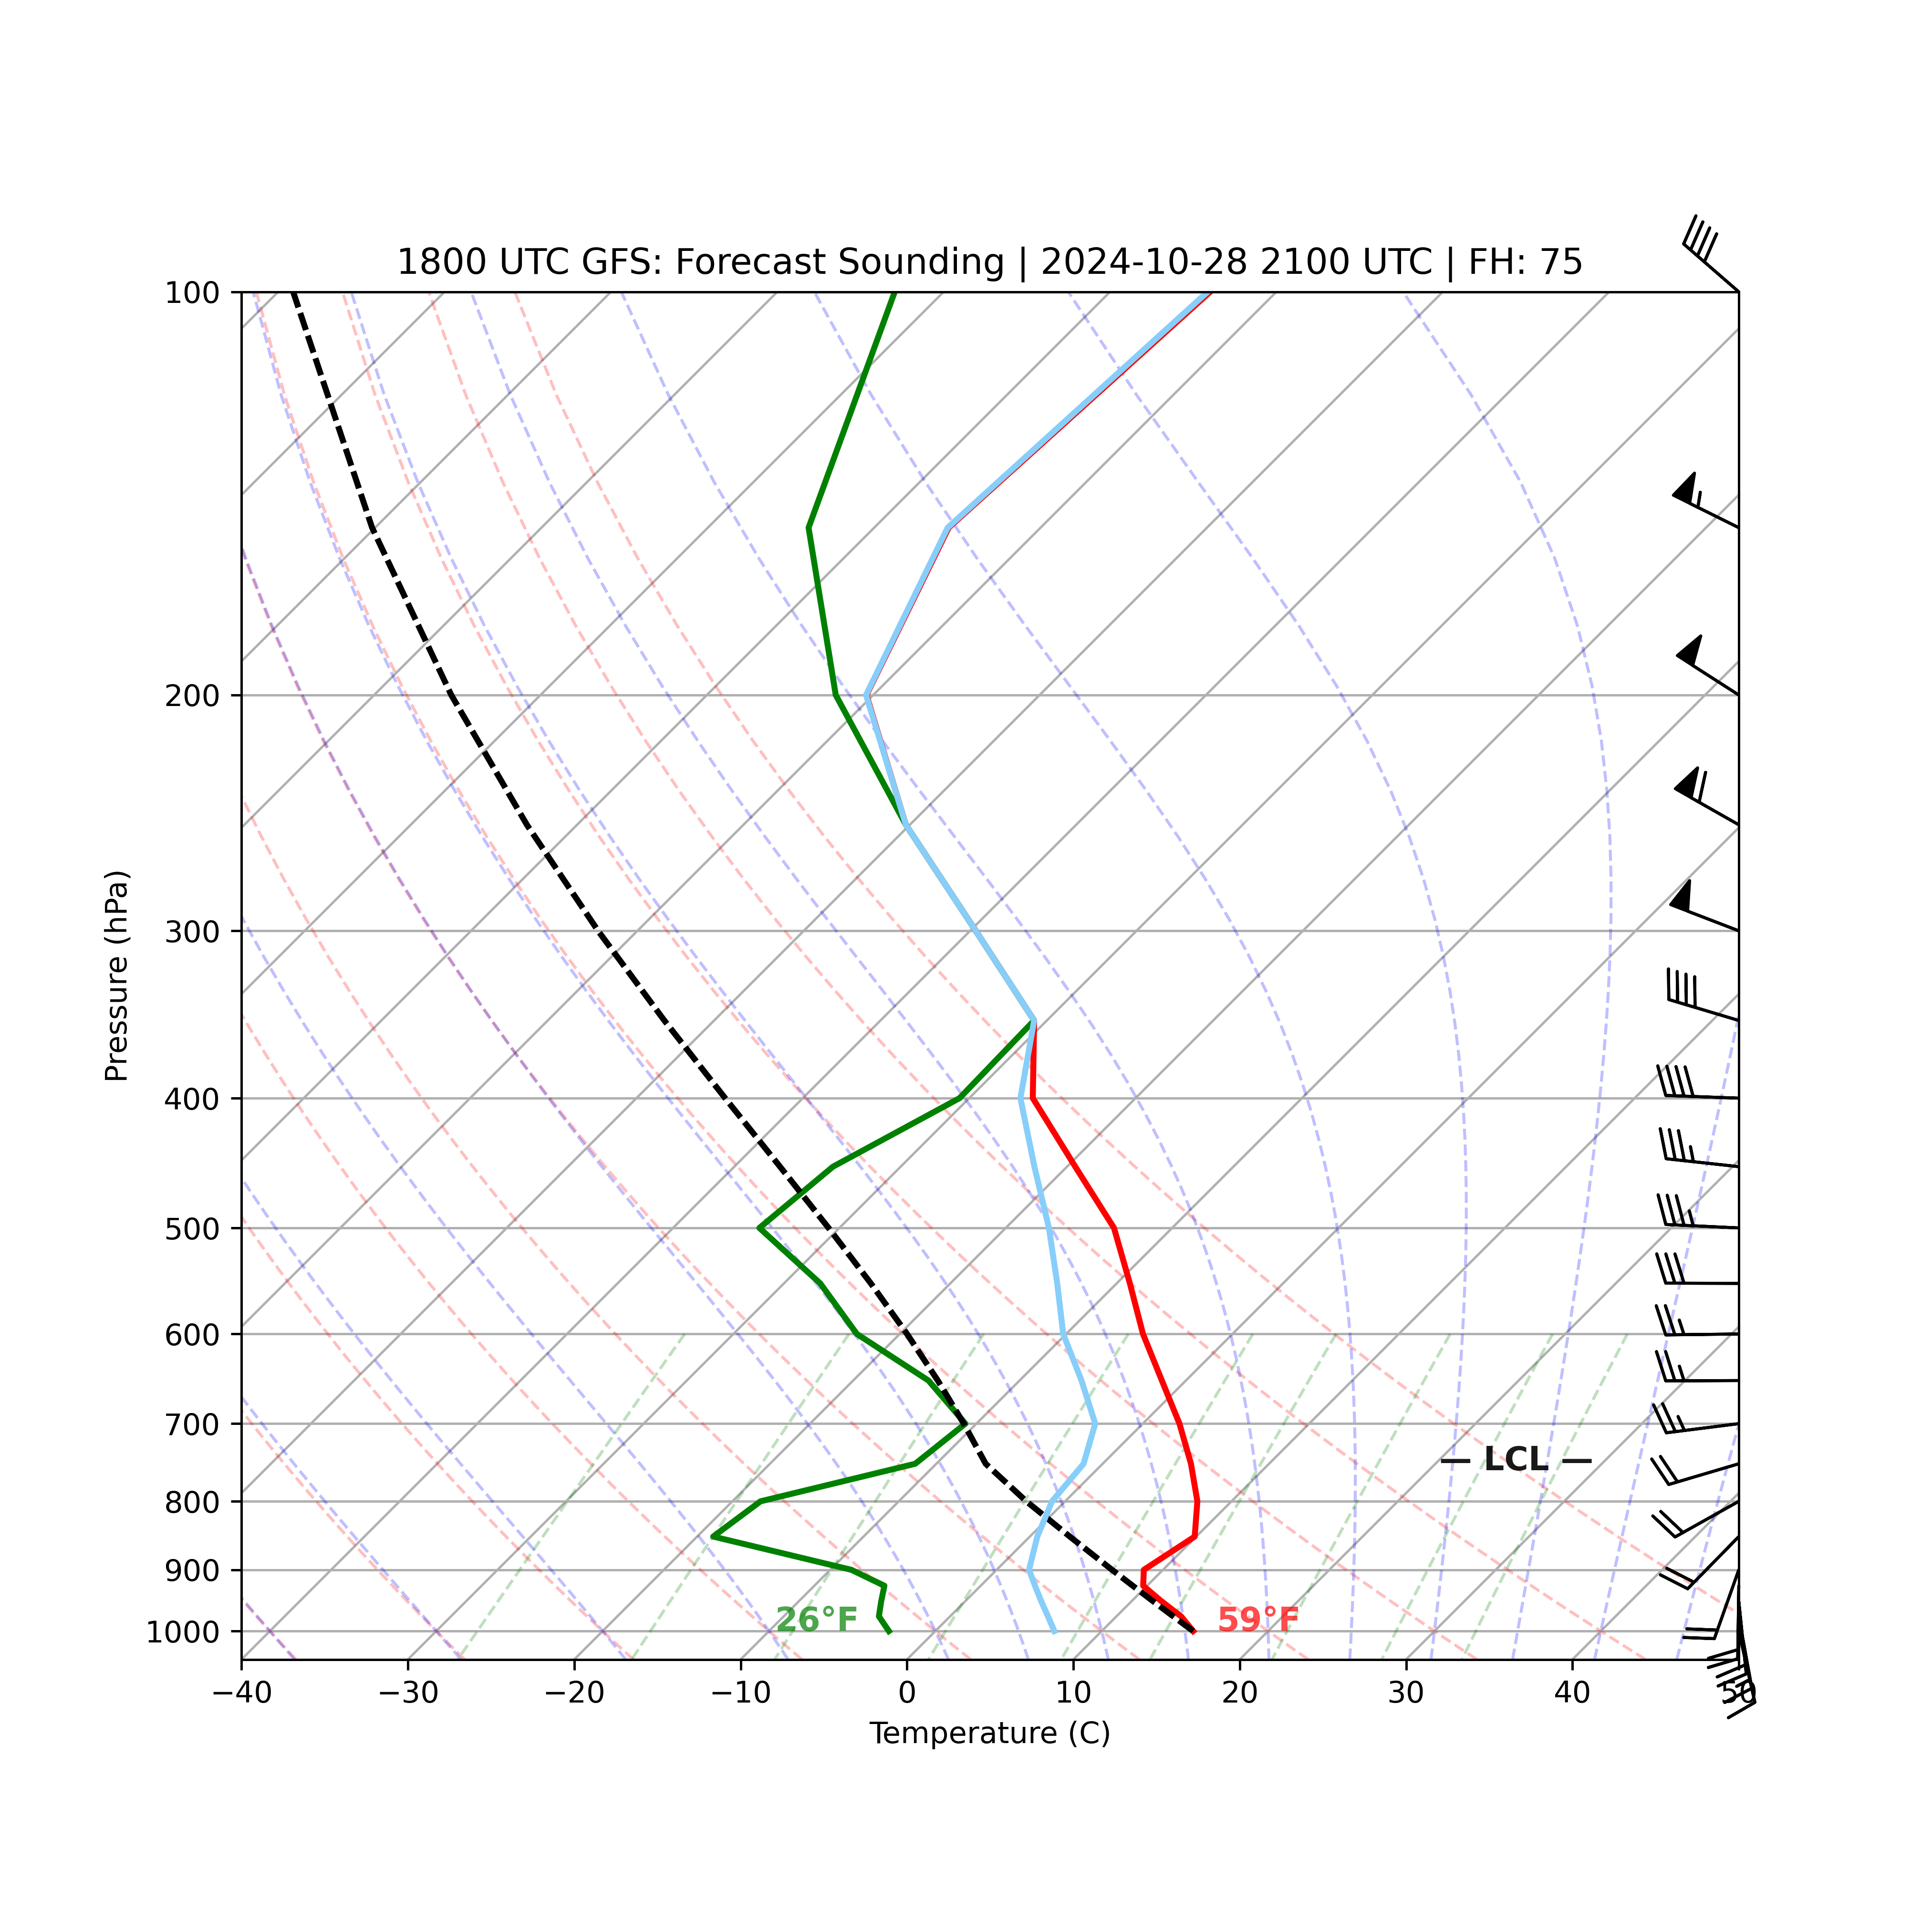 1800 UTC GFS: Forecast Sounding | 2024-10-28 2100 UTC | FH: 75
100
200
300
400
500
600
700
800
900
1000
Pressure (hPa)
— LCL —
26°F
59°F
−40 −30 −20 −10 0 10 20 30 40 50
Temperature (C)